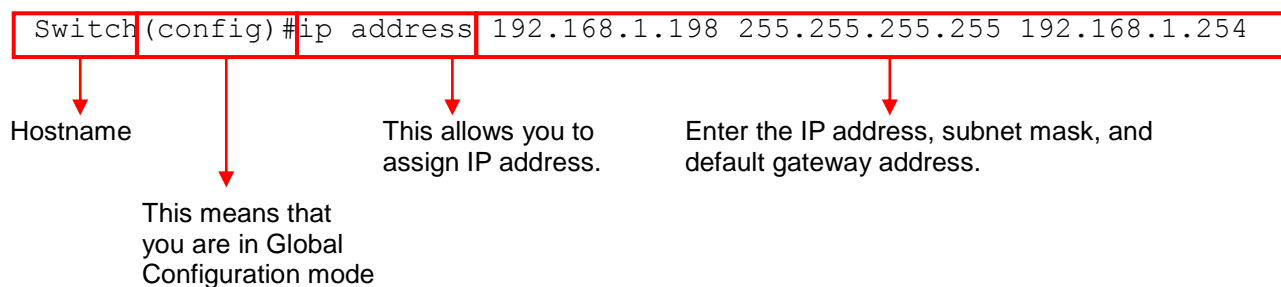 Switch(config)#ip address 192.168.1.198 255.255.255.255 192.168.1.254
Hostname
This means that
you are in Global
Configuration mode
This allows you to
assign IP address.
Enter the IP address, subnet mask, and
default gateway address.